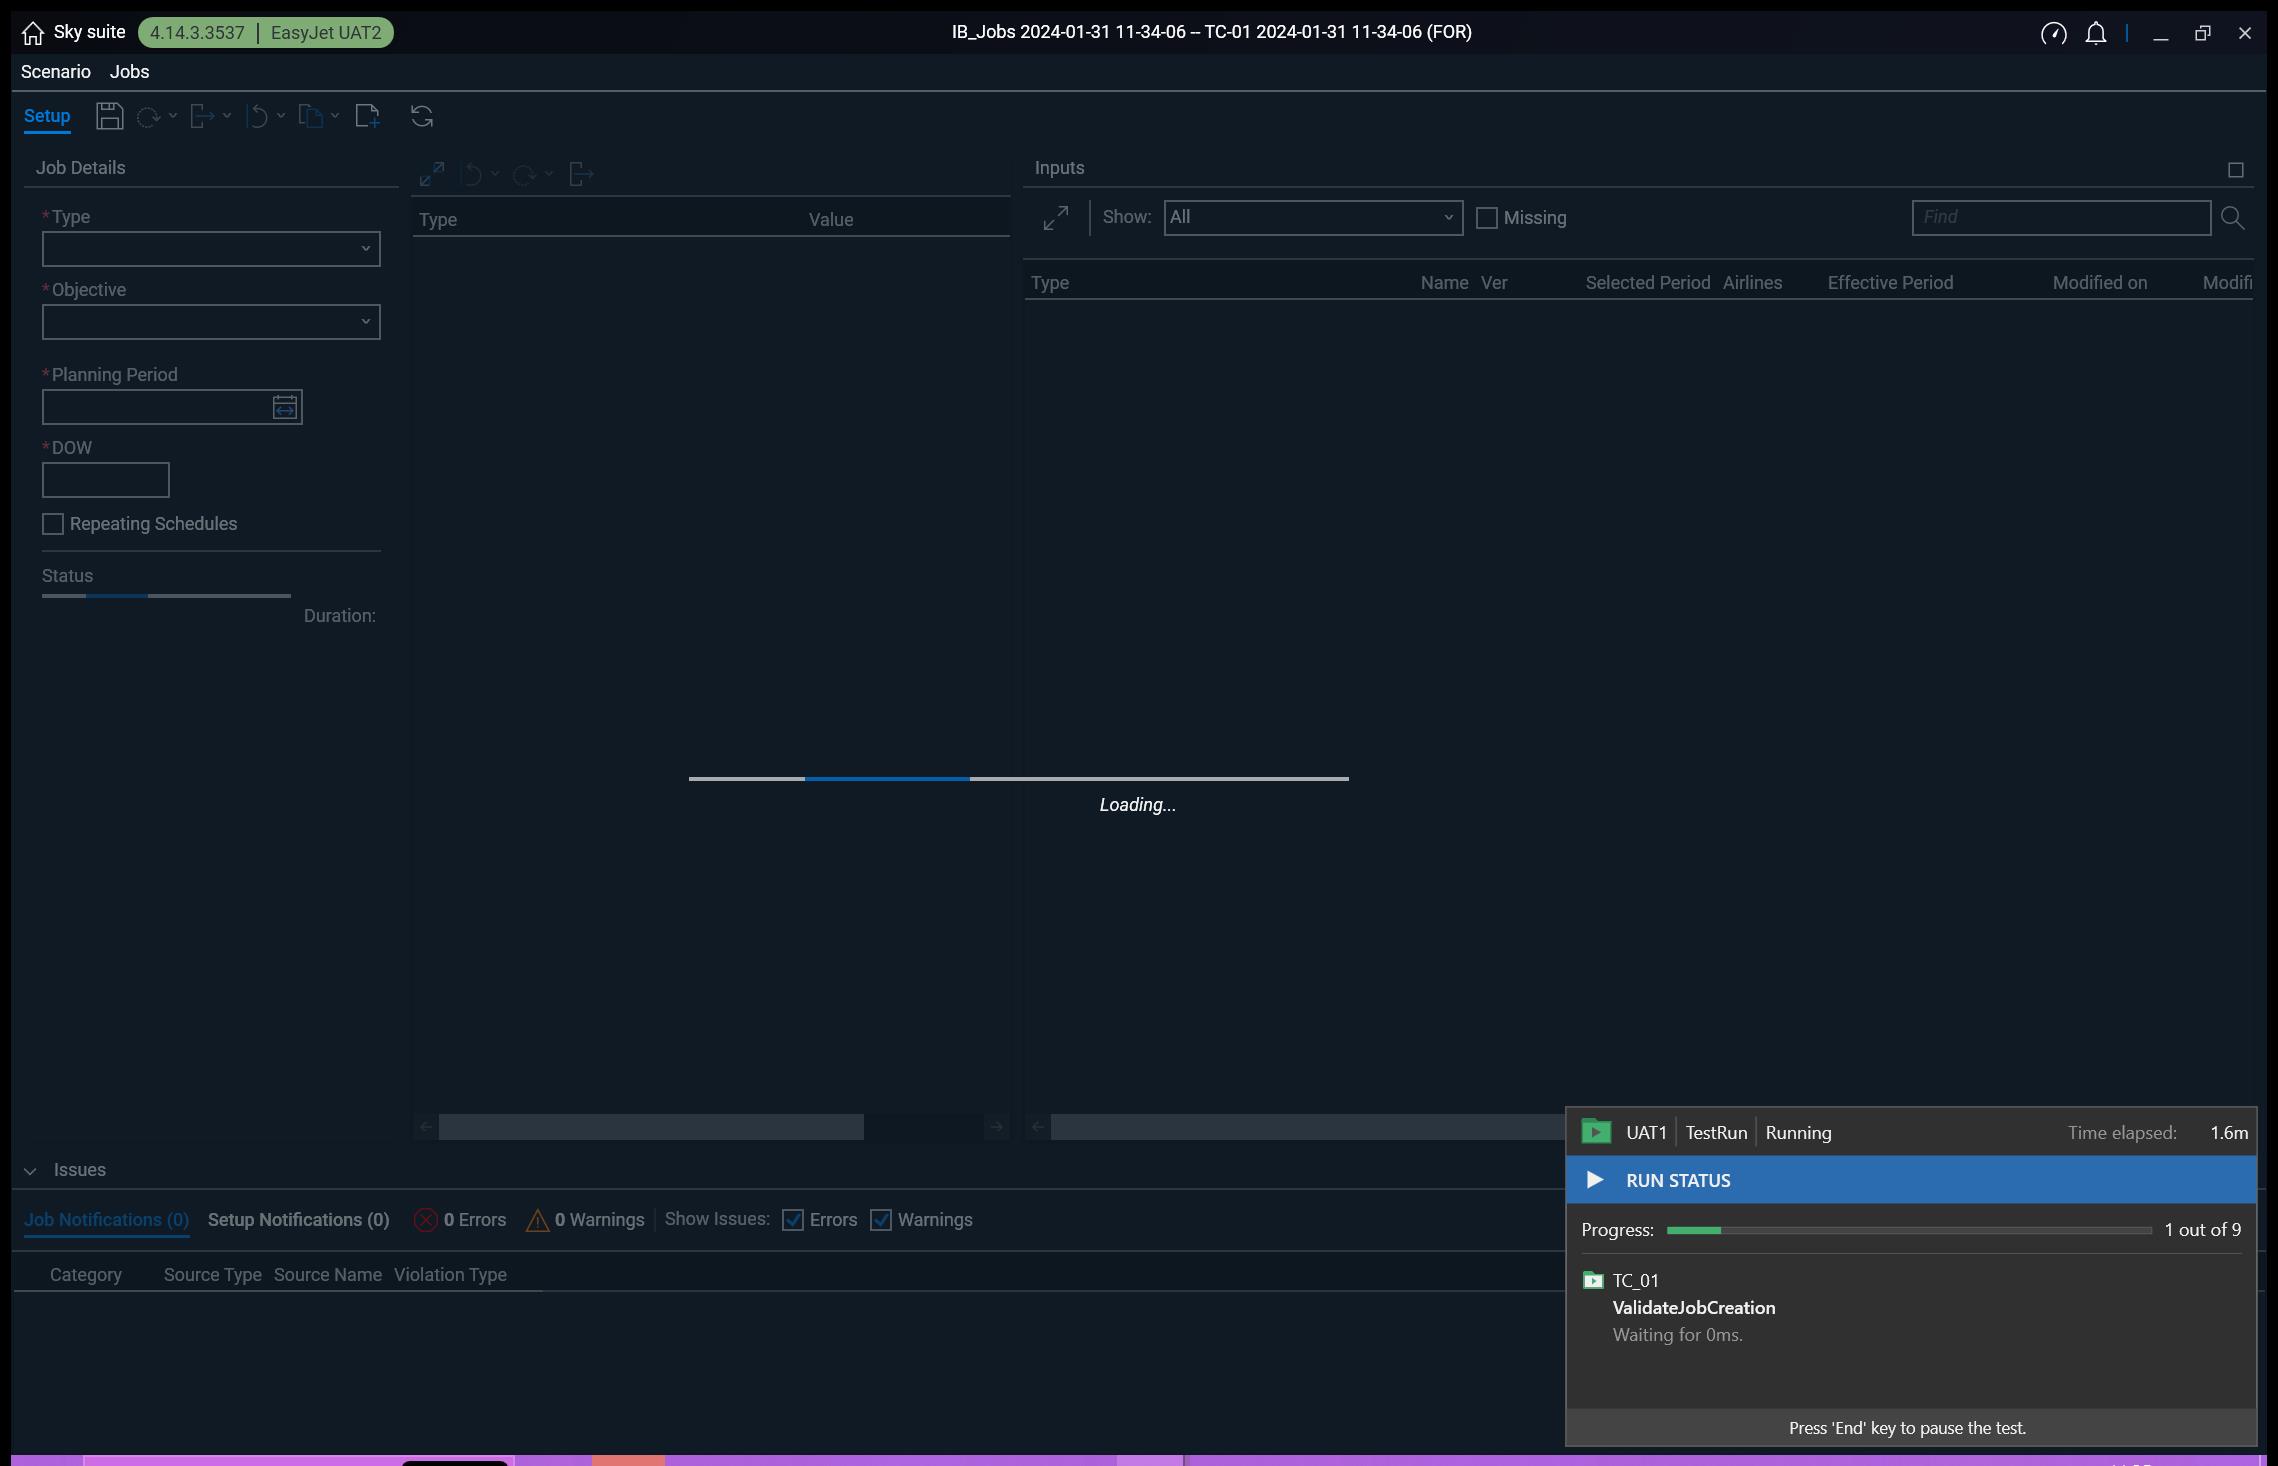 Sky suite
4.14.3.3537 | EasyJet UAT2
IB_Jobs 2024-01-31 11-34-06 -- TC-01 2024-01-31 11-34-06 (FOR)
Scenario Jobs
Setup
Job Details
*Type
*Objective
*Planning Period
*DOW
Repeating Schedules
Status
Duration:
Type Value
Inputs
Show: All Missing Find
Type Name Ver Selected Period Airlines Effective Period Modified on Modifi
Loading...
Issues
Job Notifications (0) Setup Notifications (0) 0 Errors 0 Warnings Show Issues: Errors Warnings
Category Source Type Source Name Violation Type
UAT1 TestRun Running Time elapsed: 1.6m
RUN STATUS
Progress: 1 out of 9
TC_01
ValidateJobCreation
Waiting for 0ms.
Press 'End' key to pause the test.